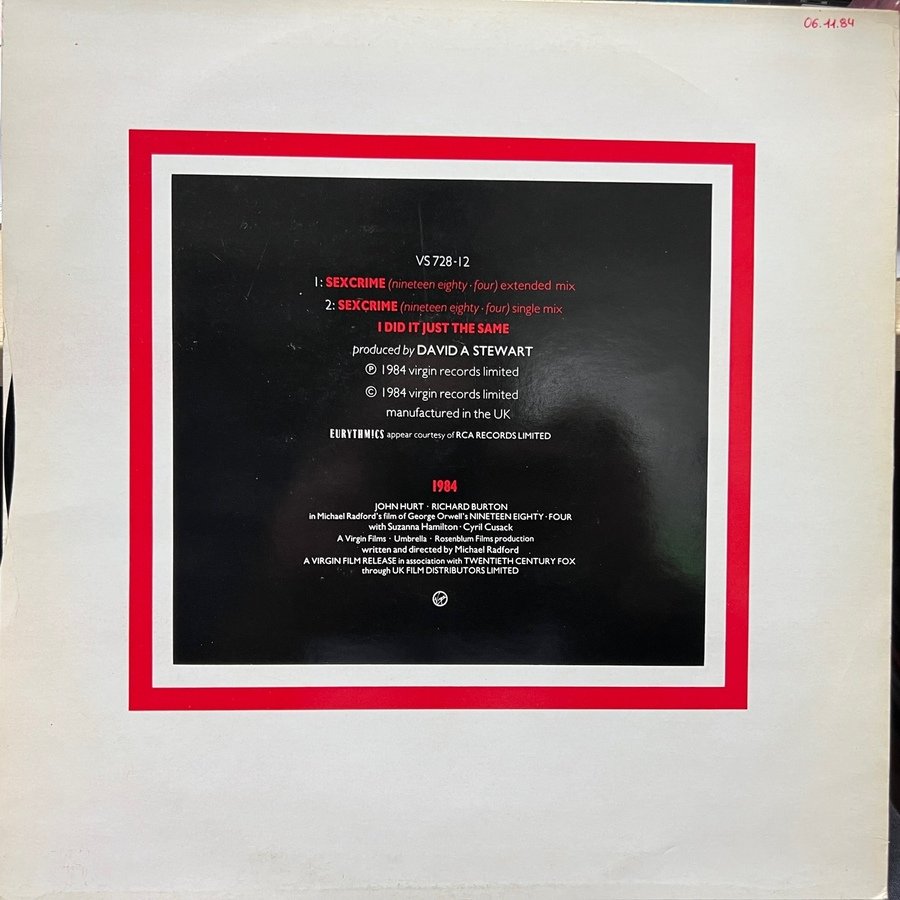 06.11.84
VS 728-12
1: SEXCRIME (nineteen eighty·four) extended mix
2: SEXCRIME (nineteen eighty·four) single mix
I DID IT JUST THE SAME
produced by DAVID A STEWART
℗ 1984 virgin records limited
© 1984 virgin records limited
manufactured in the UK
EURYTHMICS appear courtesy of RCA RECORDS LIMITED
1984
JOHN HURT · RICHARD BURTON
in Michael Radford's film of George Orwell's NINETEEN EIGHTY·FOUR
with Suzanna Hamilton · Cyril Cusack
A Virgin Films · Umbrella · Rosenblum Films production
written and directed by Michael Radford
A VIRGIN FILM RELEASE in association with TWENTIETH CENTURY FOX
through UK FILM DISTRIBUTORS LIMITED
Virgin